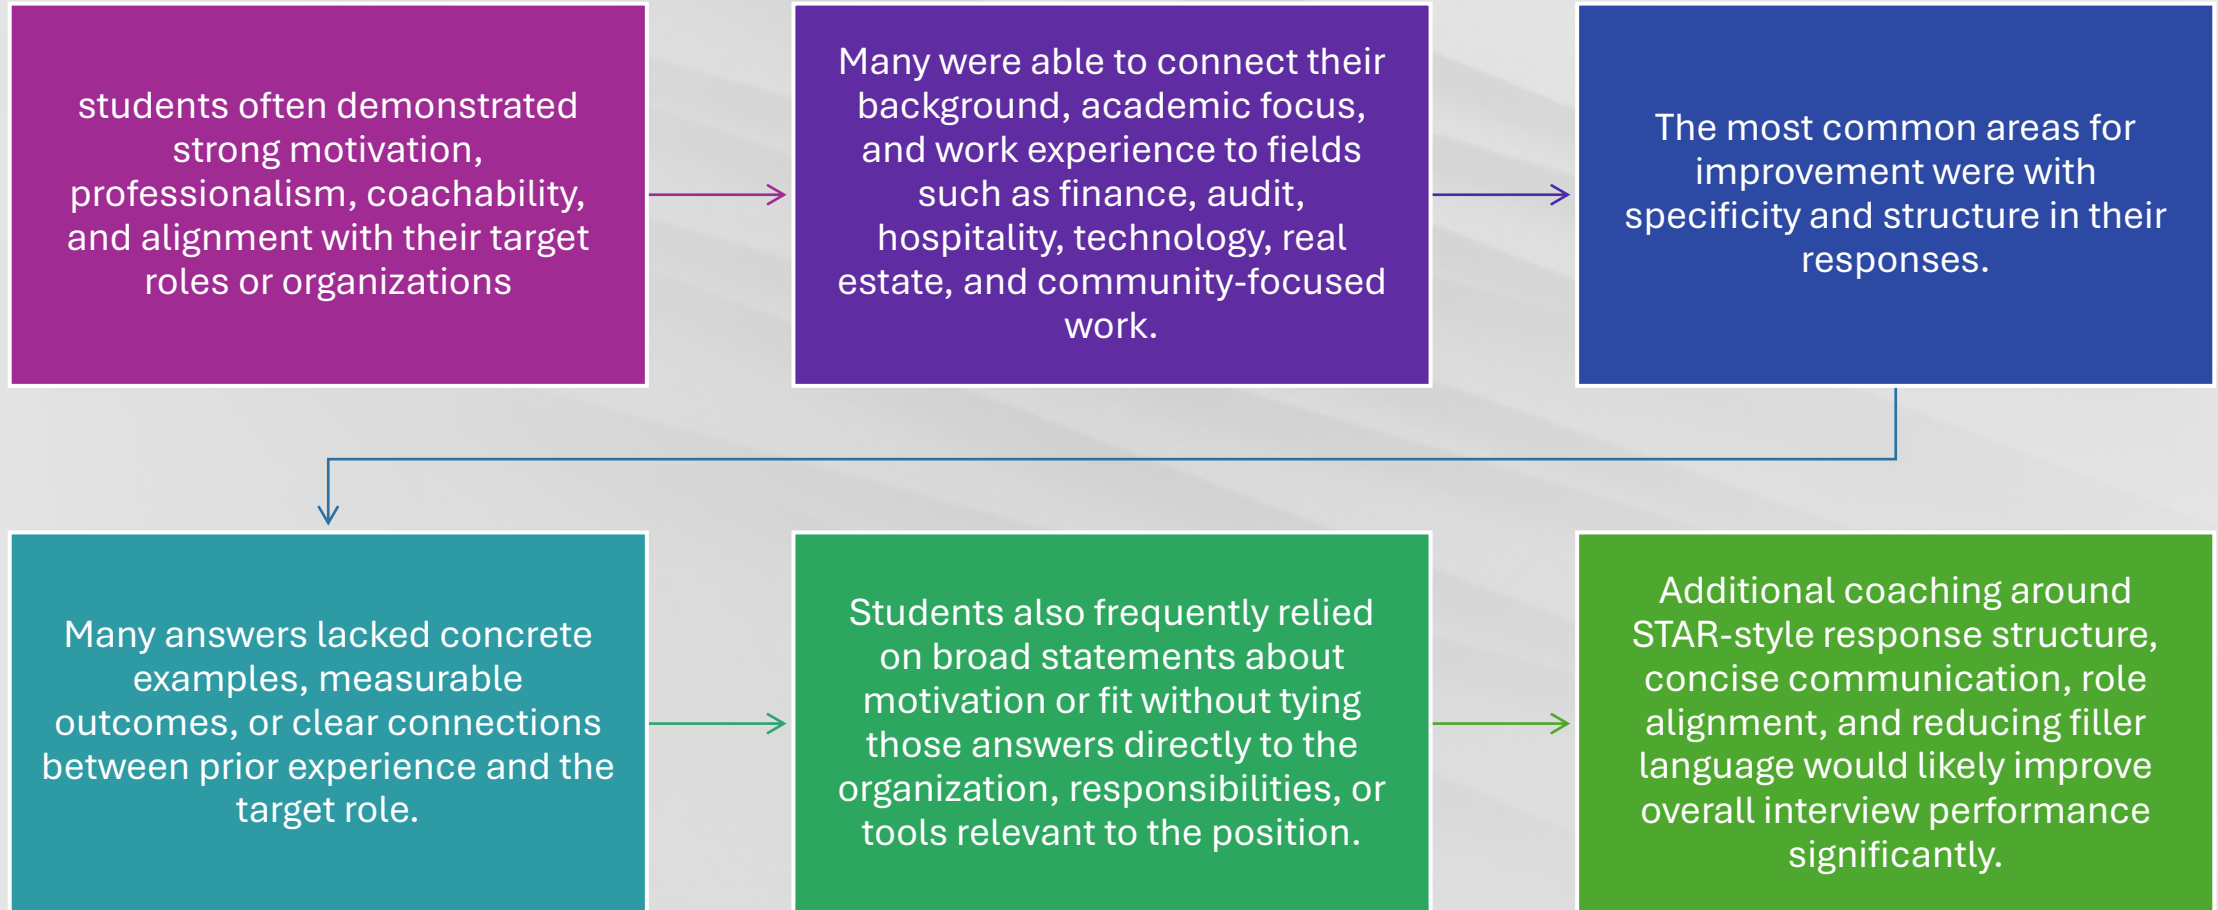 students often demonstrated
strong motivation,
professionalism, coachability,
and alignment with their target
roles or organizations
Many were able to connect their
background, academic focus,
and work experience to fields
such as finance, audit,
hospitality, technology, real
estate, and community-focused
work.
The most common areas for
improvement were with
specificity and structure in their
responses.
Many answers lacked concrete
examples, measurable
outcomes, or clear connections
between prior experience and the
target role.
Students also frequently relied
on broad statements about
motivation or fit without tying
those answers directly to the
organization, responsibilities, or
tools relevant to the position.
Additional coaching around
STAR-style response structure,
concise communication, role
alignment, and reducing filler
language would likely improve
overall interview performance
significantly.